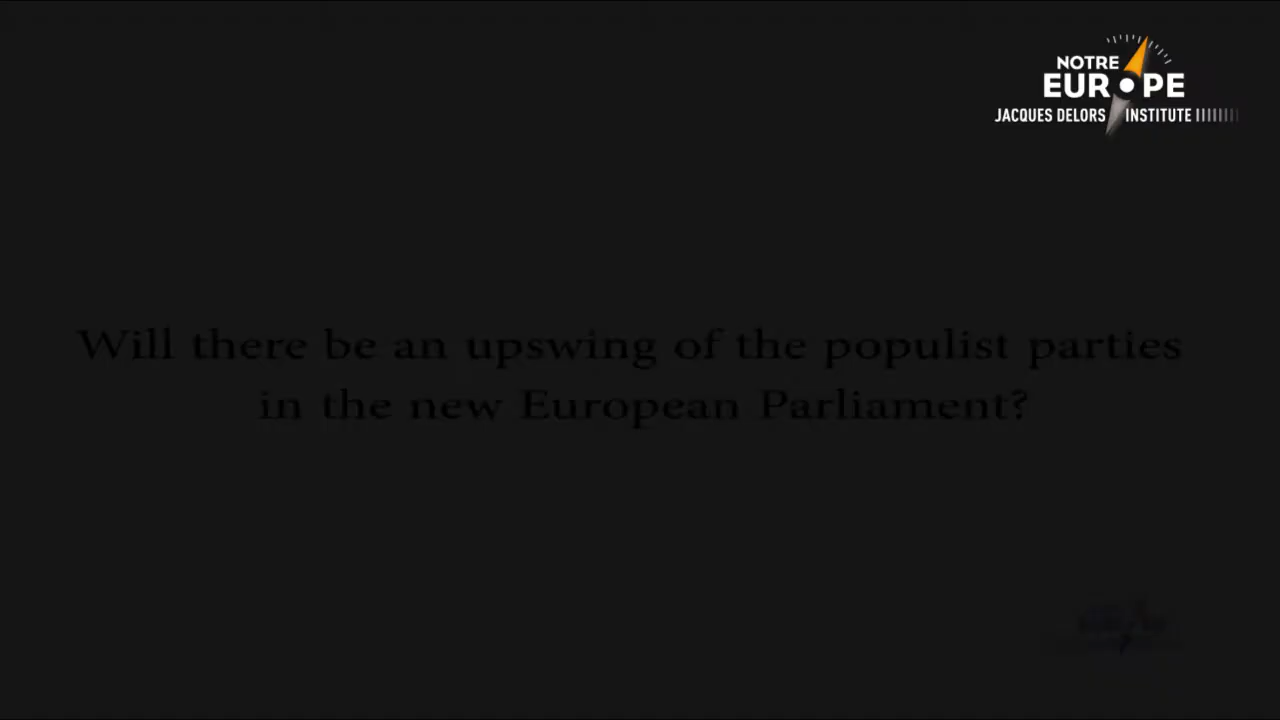 NOTRE
EUROPE
JACQUES DELORS INSTITUTE
Will there be an upswing of the populist parties
in the new European Parliament?